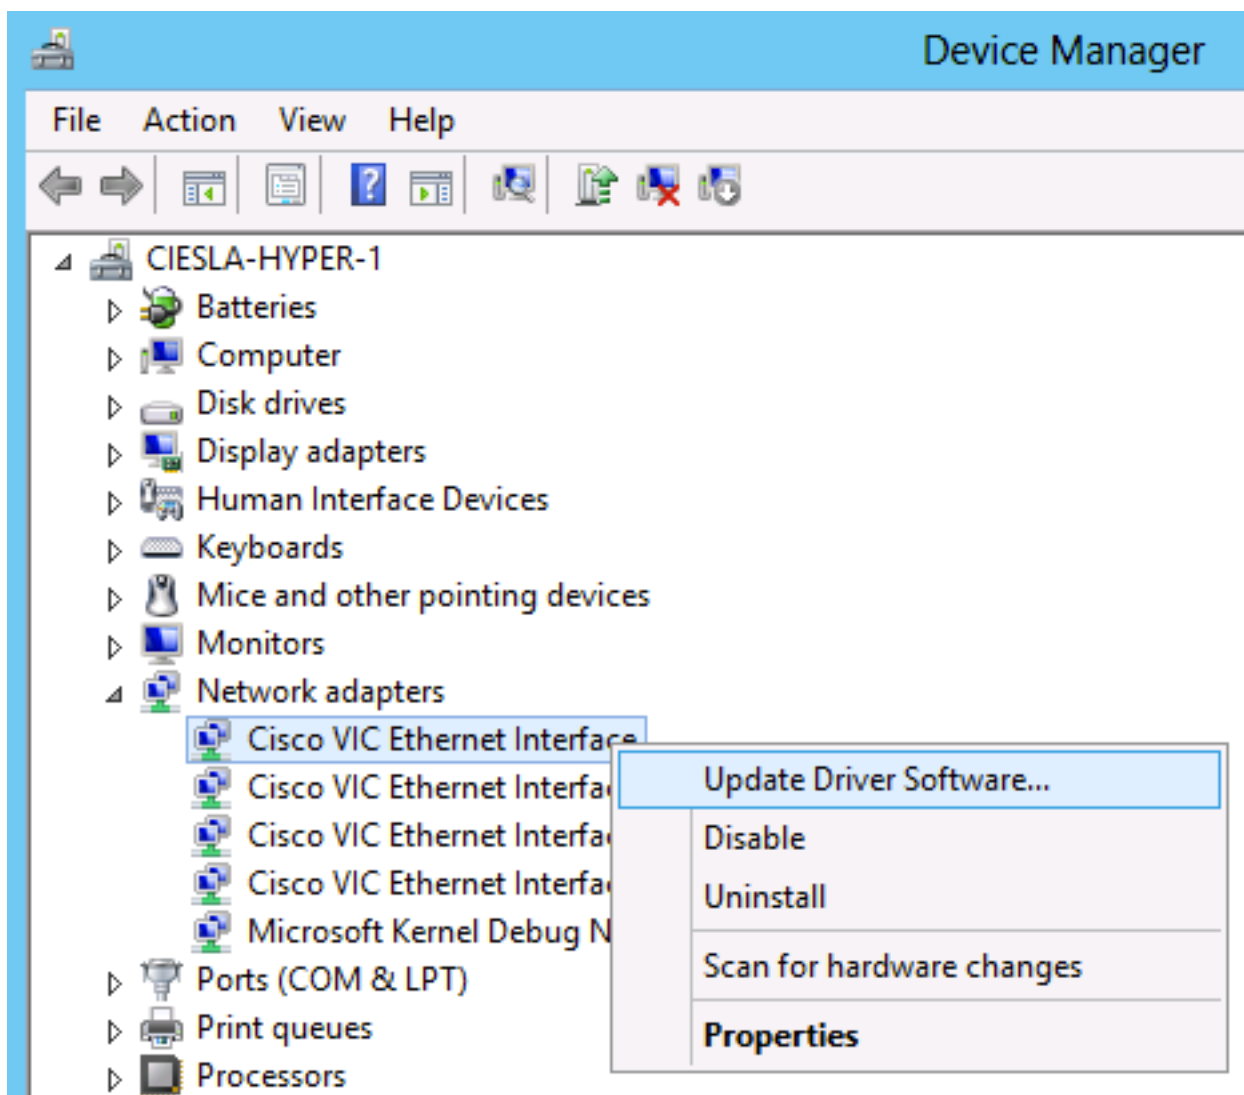 Device Manager
File Action View Help
CIESLA-HYPER-1
Batteries
Computer
Disk drives
Display adapters
Human Interface Devices
Keyboards
Mice and other pointing devices
Monitors
Network adapters
Cisco VIC Ethernet Interface
Cisco VIC Ethernet
Cisco VIC Ethernet
Cisco VIC Ethernet
Microsoft Kernel Debug N
Ports (COM & LPT)
Print queues
Processors
Update Driver Software...
Disable
Uninstall
Scan for hardware changes
Properties